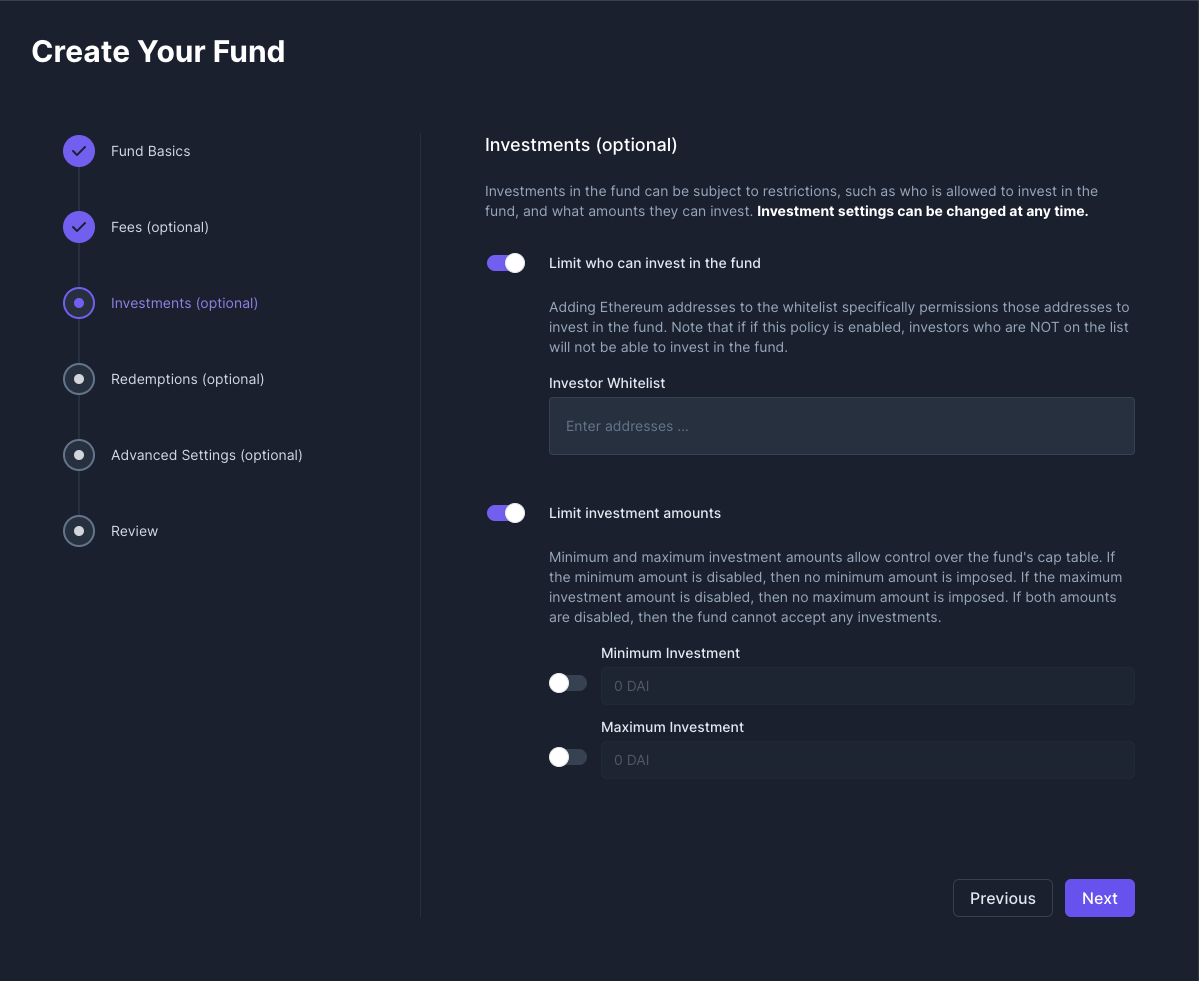 Create Your Fund
Fund Basics
Fees (optional)
Investments (optional)
Redemptions (optional)
Advanced Settings (optional)
Review
Investments (optional)
Investments in the fund can be subject to restrictions, such as who is allowed to invest in the
fund, and what amounts they can invest. Investment settings can be changed at any time.
Limit who can invest in the fund
Adding Ethereum addresses to the whitelist specifically permissions those addresses to
invest in the fund. Note that if if this policy is enabled, investors who are NOT on the list
will not be able to invest in the fund.
Investor Whitelist
Enter addresses ...
Limit investment amounts
Minimum and maximum investment amounts allow control over the fund's cap table. If
the minimum amount is disabled, then no minimum amount is imposed. If the maximum
investment amount is disabled, then no maximum amount is imposed. If both amounts
are disabled, then the fund cannot accept any investments.
Minimum Investment
0 DAI
Maximum Investment
0 DAI
Previous
Next